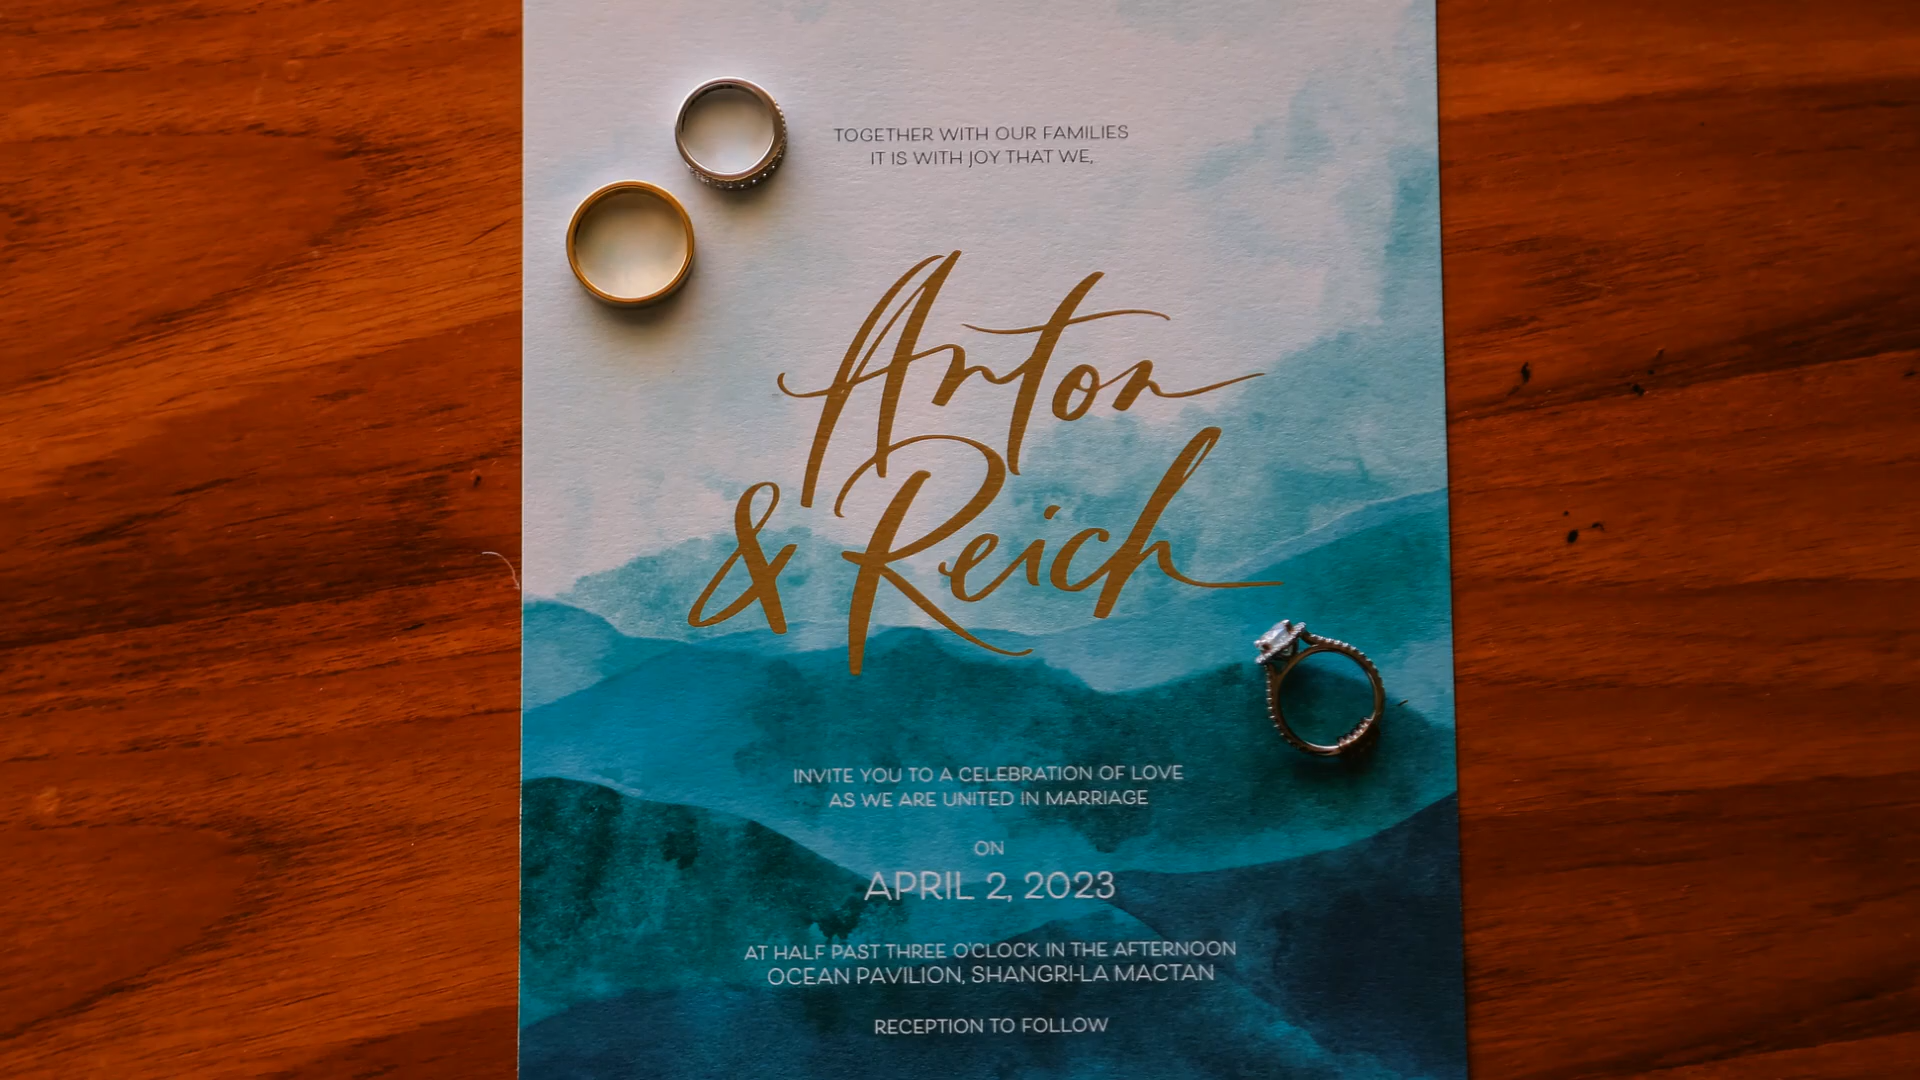 TOGETHER WITH OUR FAMILIES
IT IS WITH JOY THAT WE,
Anton
& Reich
INVITE YOU TO A CELEBRATION OF LOVE
AS WE ARE UNITED IN MARRIAGE
ON
APRIL 2, 2023
AT HALF PAST THREE O'CLOCK IN THE AFTERNOON
OCEAN PAVILION, SHANGRI-LA MACTAN
RECEPTION TO FOLLOW